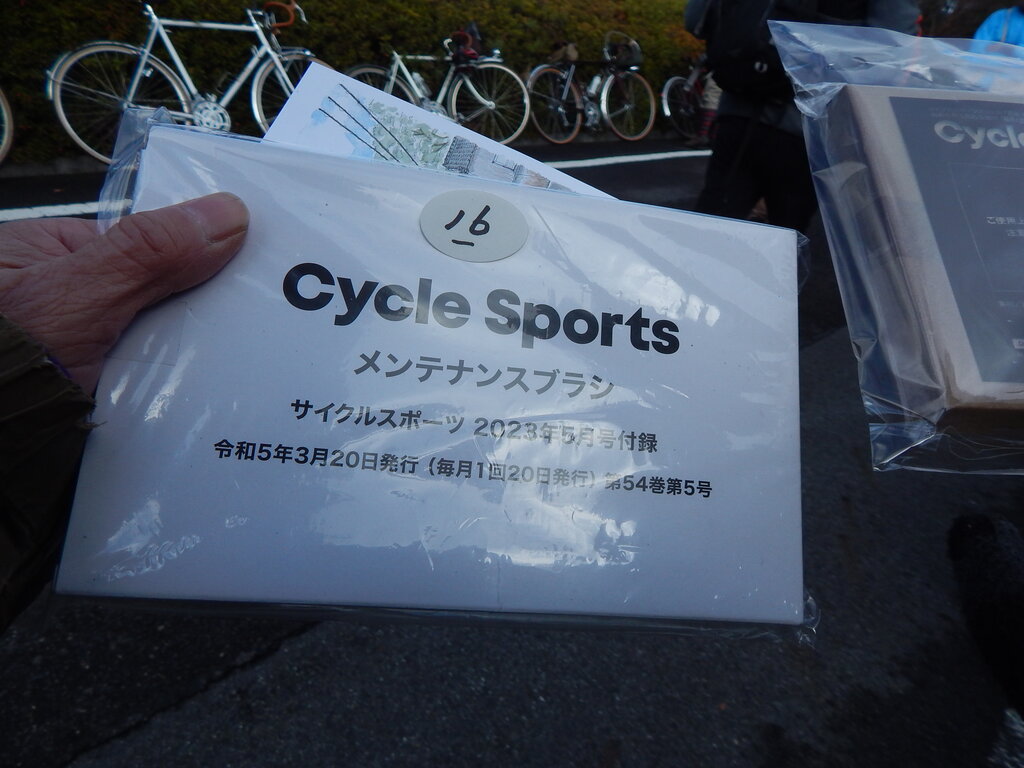 16
Cycle Sports
メンテナンスブラシ
サイクルスポーツ 2023年5月号付録
令和5年3月20日発行（毎月1回20日発行）第54巻第5号
Cycle